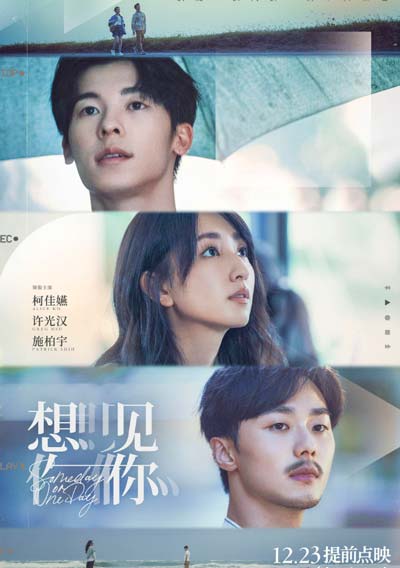 EC
领衔主演
柯佳嬿
ALICE KO
许光汉
GREG HSU
施柏宇
PATRICK SHIH
想见你
Someday or One Day
12.23提前点映